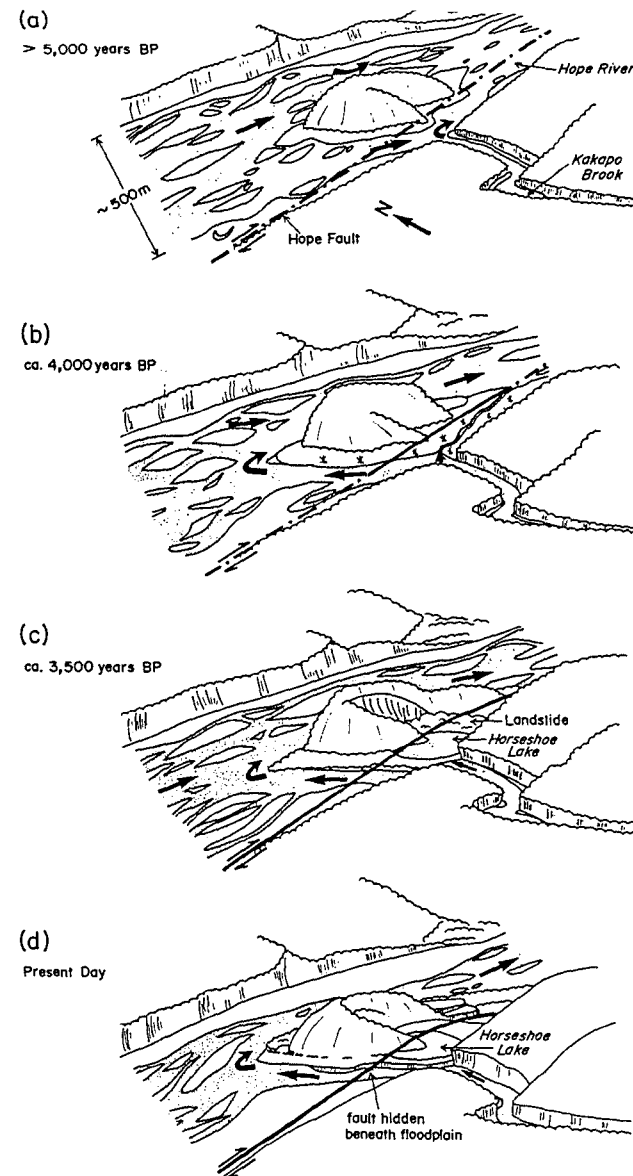 (a)
> 5,000 years BP
Hope River
Kakapo
Brook
~500m
N
Hope Fault
(b)
ca. 4,000 years BP
(c)
ca. 3,500 years BP
Landslide
Horseshoe
Lake
(d)
Present Day
Horseshoe
Lake
fault hidden
beneath floodplain